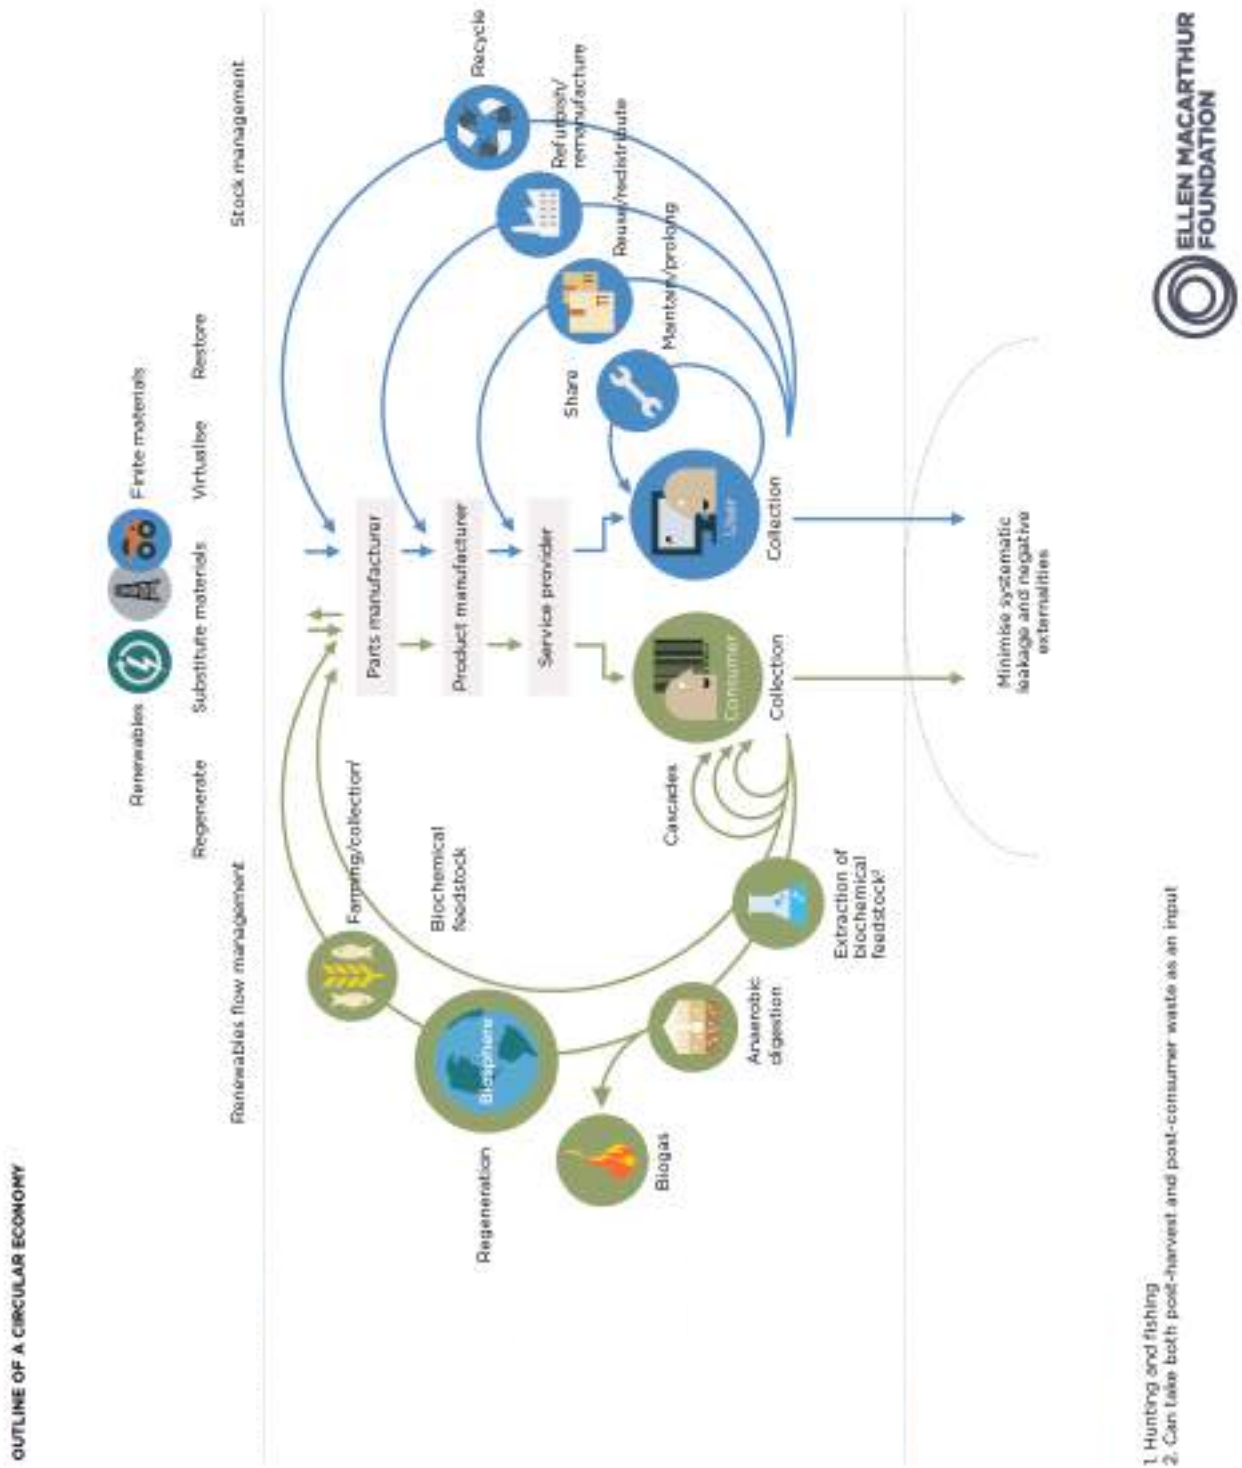 OUTLINE OF A CIRCULAR ECONOMY
Renewables
Finite materials
Regenerate
Substitute materials
Virtualise
Restore
Renewables flow management
Stock management
Farming/collection¹
Biochemical
feedstock
Regeneration
Biosphere
Biogas
Anaerobic
digestion
Extraction of
biochemical
feedstock²
Cascades
Parts manufacturer
Product manufacturer
Service provider
Consumer
User
Collection
Collection
Share
Maintain/prolong
Reuse/redistribute
Refurbish/
remanufacture
Recycle
Minimise systematic
leakage and negative
externalities
1. Hunting and fishing
2. Can take both post-harvest and post-consumer waste as an input
ELLEN MACARTHUR
FOUNDATION